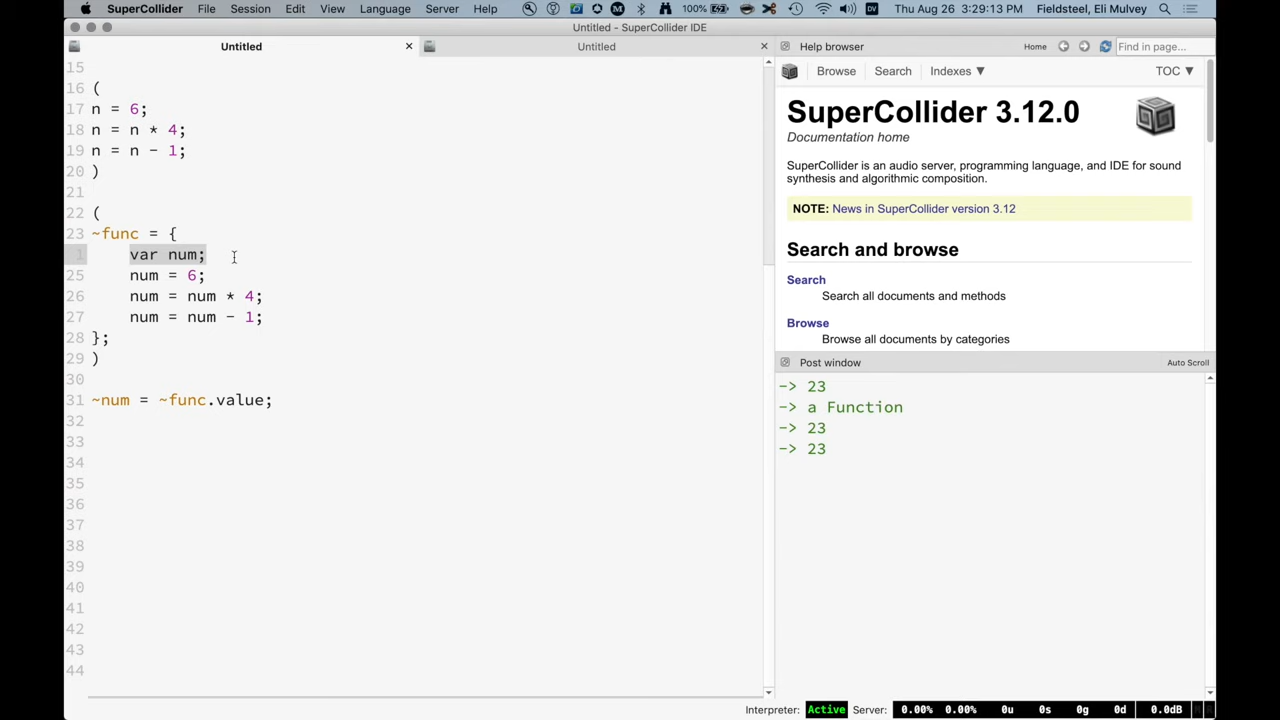 SuperCollider File Session Edit View Language Server Help 100% DV Thu Aug 26 3:29:13 PM Fieldsteel, Eli Mulvey
Untitled - SuperCollider IDE
Untitled
Untitled
15
16 (
17 n = 6;
18 n = n * 4;
19 n = n - 1;
20 )
21
22 (
23 ~func = {
1 var num;
25 num = 6;
26 num = num * 4;
27 num = num - 1;
28 };
29 )
30
31 ~num = ~func.value;
32
33
34
35
36
37
38
39
40
41
42
43
44
Help browser Home Find in page...
Browse Search Indexes ▼ TOC ▼
SuperCollider 3.12.0
Documentation home
SuperCollider is an audio server, programming language, and IDE for sound
synthesis and algorithmic composition.
NOTE: News in SuperCollider version 3.12
Search and browse
Search
Search all documents and methods
Browse
Browse all documents by categories
Post window Auto Scroll
-> 23
-> a Function
-> 23
-> 23
Interpreter: Active Server: 0.00% 0.00% 0u 0s 0g 0d 0.0dB